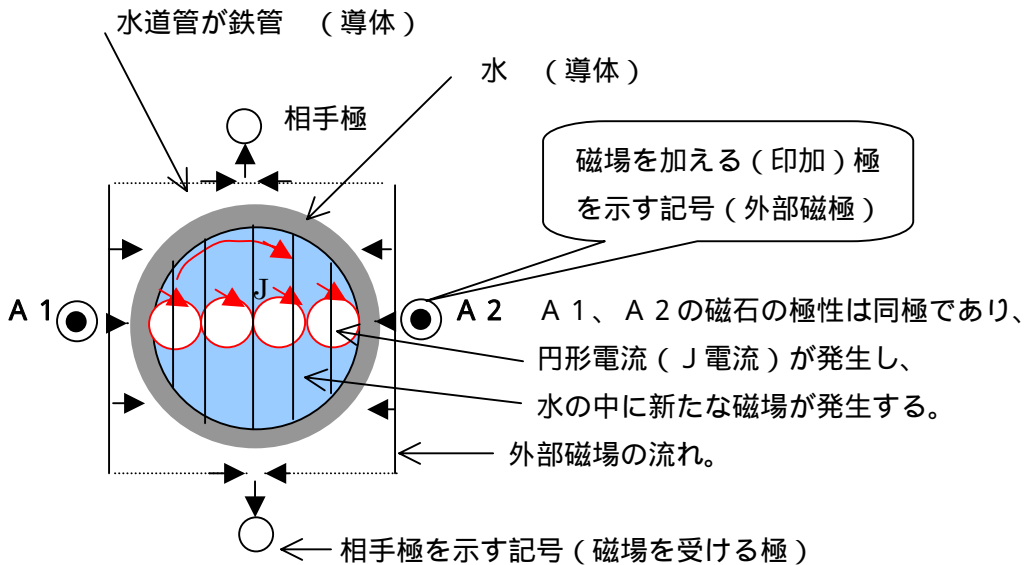 水道管が鉄管　（導体）
水　（導体）
相手極
磁場を加える（印加）極
を示す記号（外部磁極）
J
Ａ１
Ａ２　Ａ１、Ａ２の磁石の極性は同極であり、
円形電流（Ｊ電流）が発生し、
水の中に新たな磁場が発生する。
外部磁場の流れ。
相手極を示す記号（磁場を受ける極）